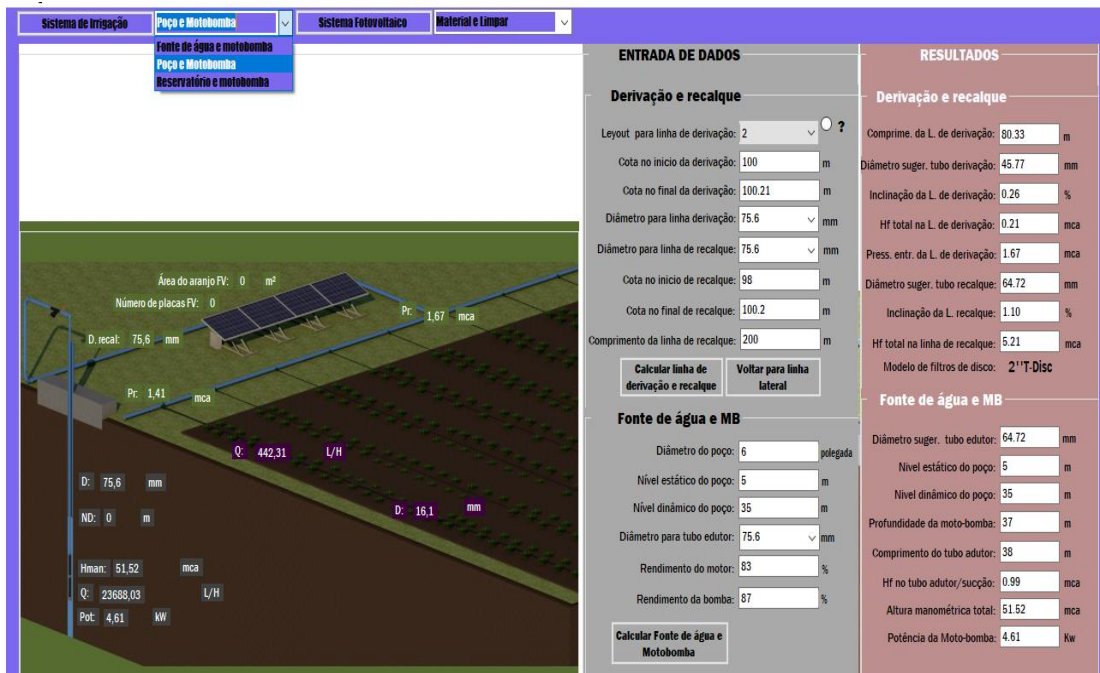 Sistema de Irrigação
Poço e Motobomba
Sistema Fotovoltaico
Material e Limpar
Fonte de água e motobomba
Poço e Motobomba
Reservatório e motobomba
Área do aranjo FV: 0 m²
Número de placas FV: 0
Pr: 1,67 mca
D. recal: 75,6 mm
Pr: 1,41 mca
Q: 442,31 L/H
D: 75,6 mm
D: 16,1 mm
ND: 0 m
Hman: 51,52 mca
Q: 23688,03 L/H
Pot: 4,61 kW
ENTRADA DE DADOS
Derivação e recalque
Leyout para linha de derivação: 2 ?
Cota no inicio da derivação: 100 m
Cota no final da derivação: 100.21 m
Diâmetro para linha derivação: 75.6 mm
Diâmetro para linha de recalque: 75.6 mm
Cota no inicio de recalque: 98 m
Cota no final de recalque: 100.2 m
Comprimento da linha de recalque: 200 m
Calcular linha de
derivação e recalque
Voltar para linha
lateral
Fonte de água e MB
Diâmetro do poço: 6 polegada
Nível estático do poço: 5 m
Nível dinâmico do poço: 35 m
Diâmetro para tubo edutor: 75.6 mm
Rendimento do motor: 83 %
Rendimento da bomba: 87 %
Calcular Fonte de água e
Motobomba
RESULTADOS
Derivação e recalque
Comprime. da L. de derivação: 80.33 m
Diâmetro suger. tubo derivação: 45.77 mm
Inclinação da L. de derivação: 0.26 %
Hf total na L. de derivação: 0.21 mca
Press. entr. da L. de derivação: 1.67 mca
Diâmetro suger. tubo recalque: 64.72 mm
Inclinação da L. recalque: 1.10 %
Hf total na linha de recalque: 5.21 mca
Modelo de filtros de disco: 2''T-Disc
Fonte de água e MB
Diâmetro suger. tubo edutor: 64.72 mm
Nivel estático do poço: 5 m
Nivel dinâmico do poço: 35 m
Profundidade da moto-bomba: 37 m
Comprimento do tubo adutor: 38 m
Hf no tubo adutor/sucção: 0.99 mca
Altura manométrica total: 51.52 mca
Potência da Moto-bomba: 4.61 Kw